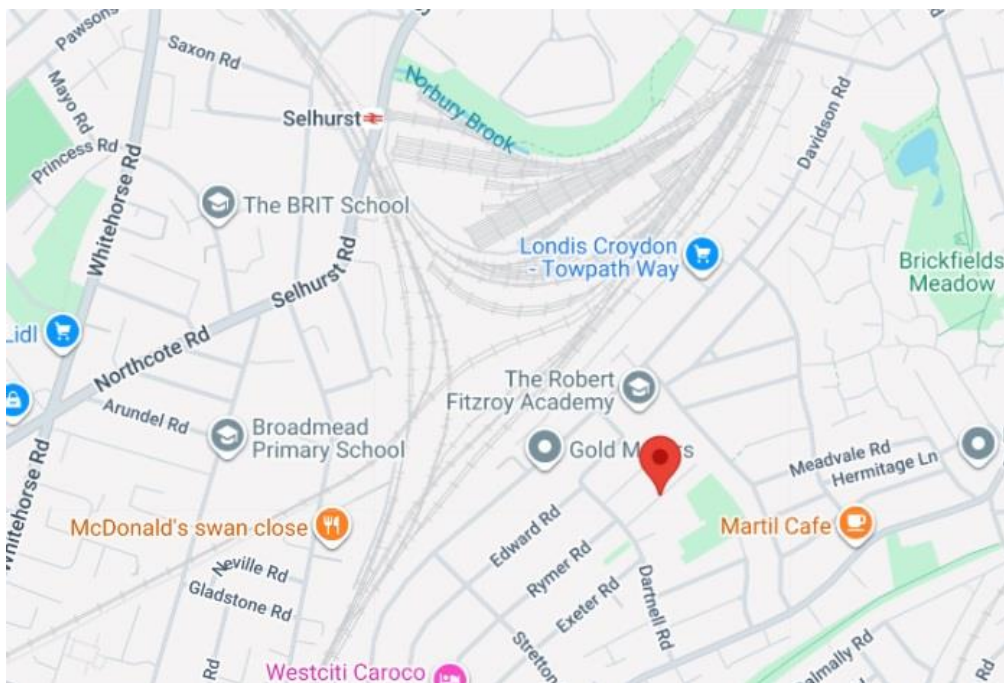 Pawsons
Saxon Rd
Mayo Rd
Princess Rd
Whitehorse Rd
Selhurst
Norbury Brook
Davidson Rd
The BRIT School
Londis Croydon
- Towpath Way
Brickfields
Meadow
Selhurst Rd
Lidl
Northcote Rd
Arundel Rd
The Robert
Fitzroy Academy
Broadmead
Primary School
Whitehorse Rd
Meadvale Rd
Hermitage Ln
McDonald's swan close
Edward Rd
Martil Cafe
Neville Rd
Rymer Rd
Gladstone Rd
Exeter Rd
Dartnell Rd
Stretton
Rd
Westciti Caroco
Rd